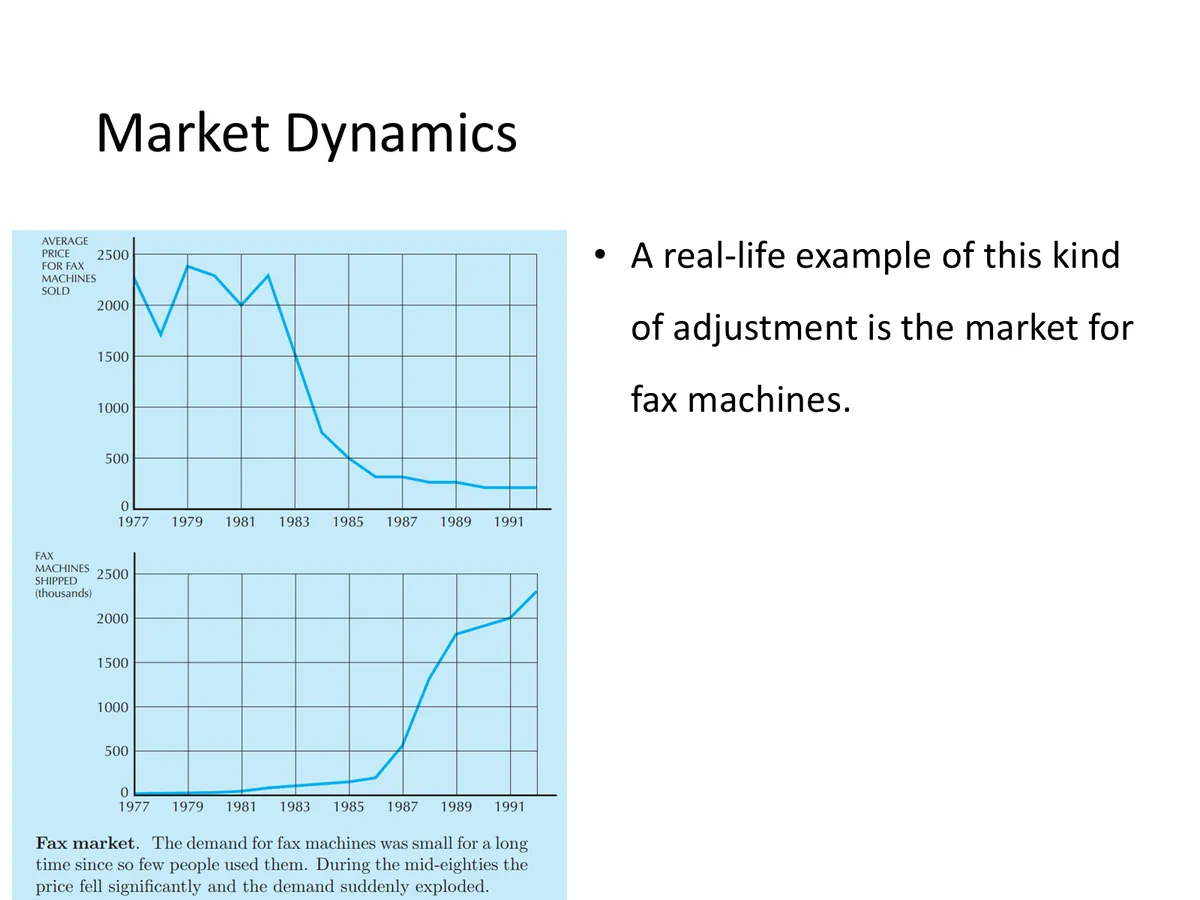 Market Dynamics
AVERAGE
PRICE
FOR FAX
MACHINES
SOLD
2500
2000
1500
1000
500
0
1977 1979 1981 1983 1985 1987 1989 1991
FAX
MACHINES
SHIPPED
(thousands)
2500
2000
1500
1000
500
0
1977 1979 1981 1983 1985 1987 1989 1991
Fax market. The demand for fax machines was small for a long
time since so few people used them. During the mid-eighties the
price fell significantly and the demand suddenly exploded.
• A real-life example of this kind
of adjustment is the market for
fax machines.